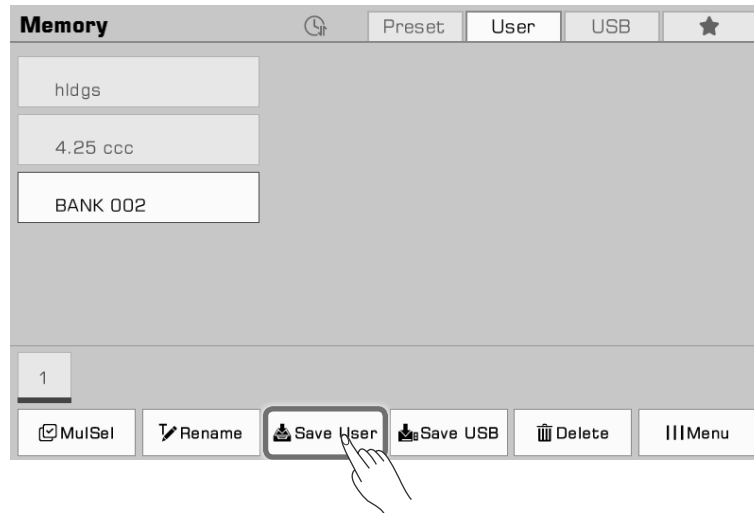 Memory Preset User USB
hldgs
4.25 ccc
BANK 002
1
MulSel Rename Save User Save USB Delete Menu